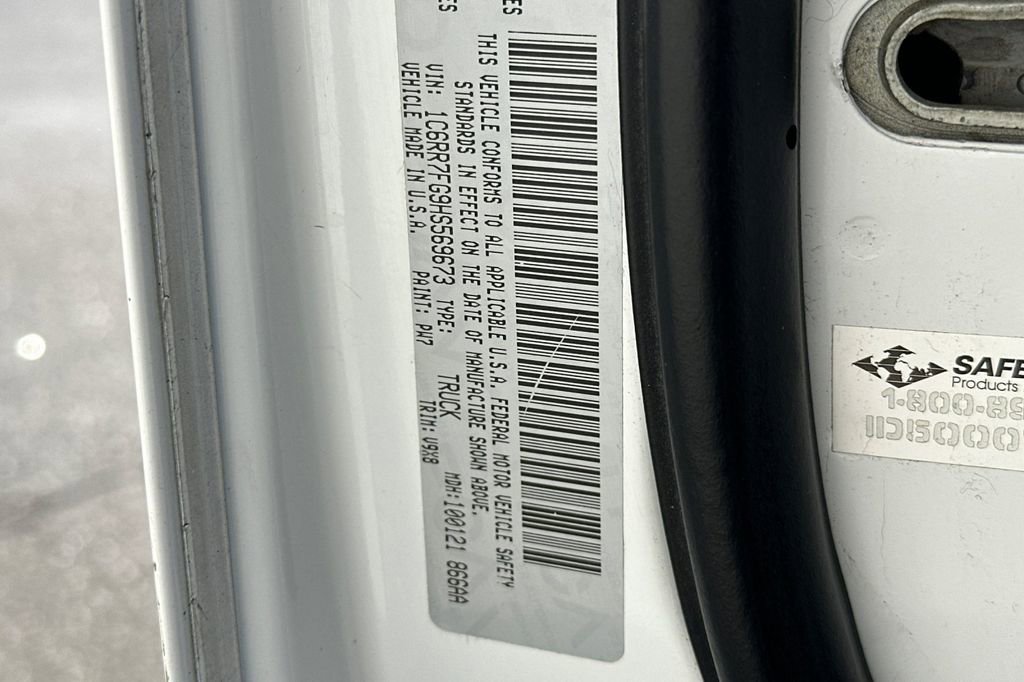 ES
THIS VEHICLE CONFORMS TO ALL APPLICABLE U.S.A. FEDERAL MOTOR VEHICLE SAFETY
STANDARDS IN EFFECT ON THE DATE OF MANUFACTURE SHOWN ABOVE.
VIN: 1C6RR7FG9HS569673 TYPE: TRUCK MDH:100121 866AA
VEHICLE MADE IN U.S.A. PAINT: PW7 TRIM: V9X8
SAFE
Products
1-800-89